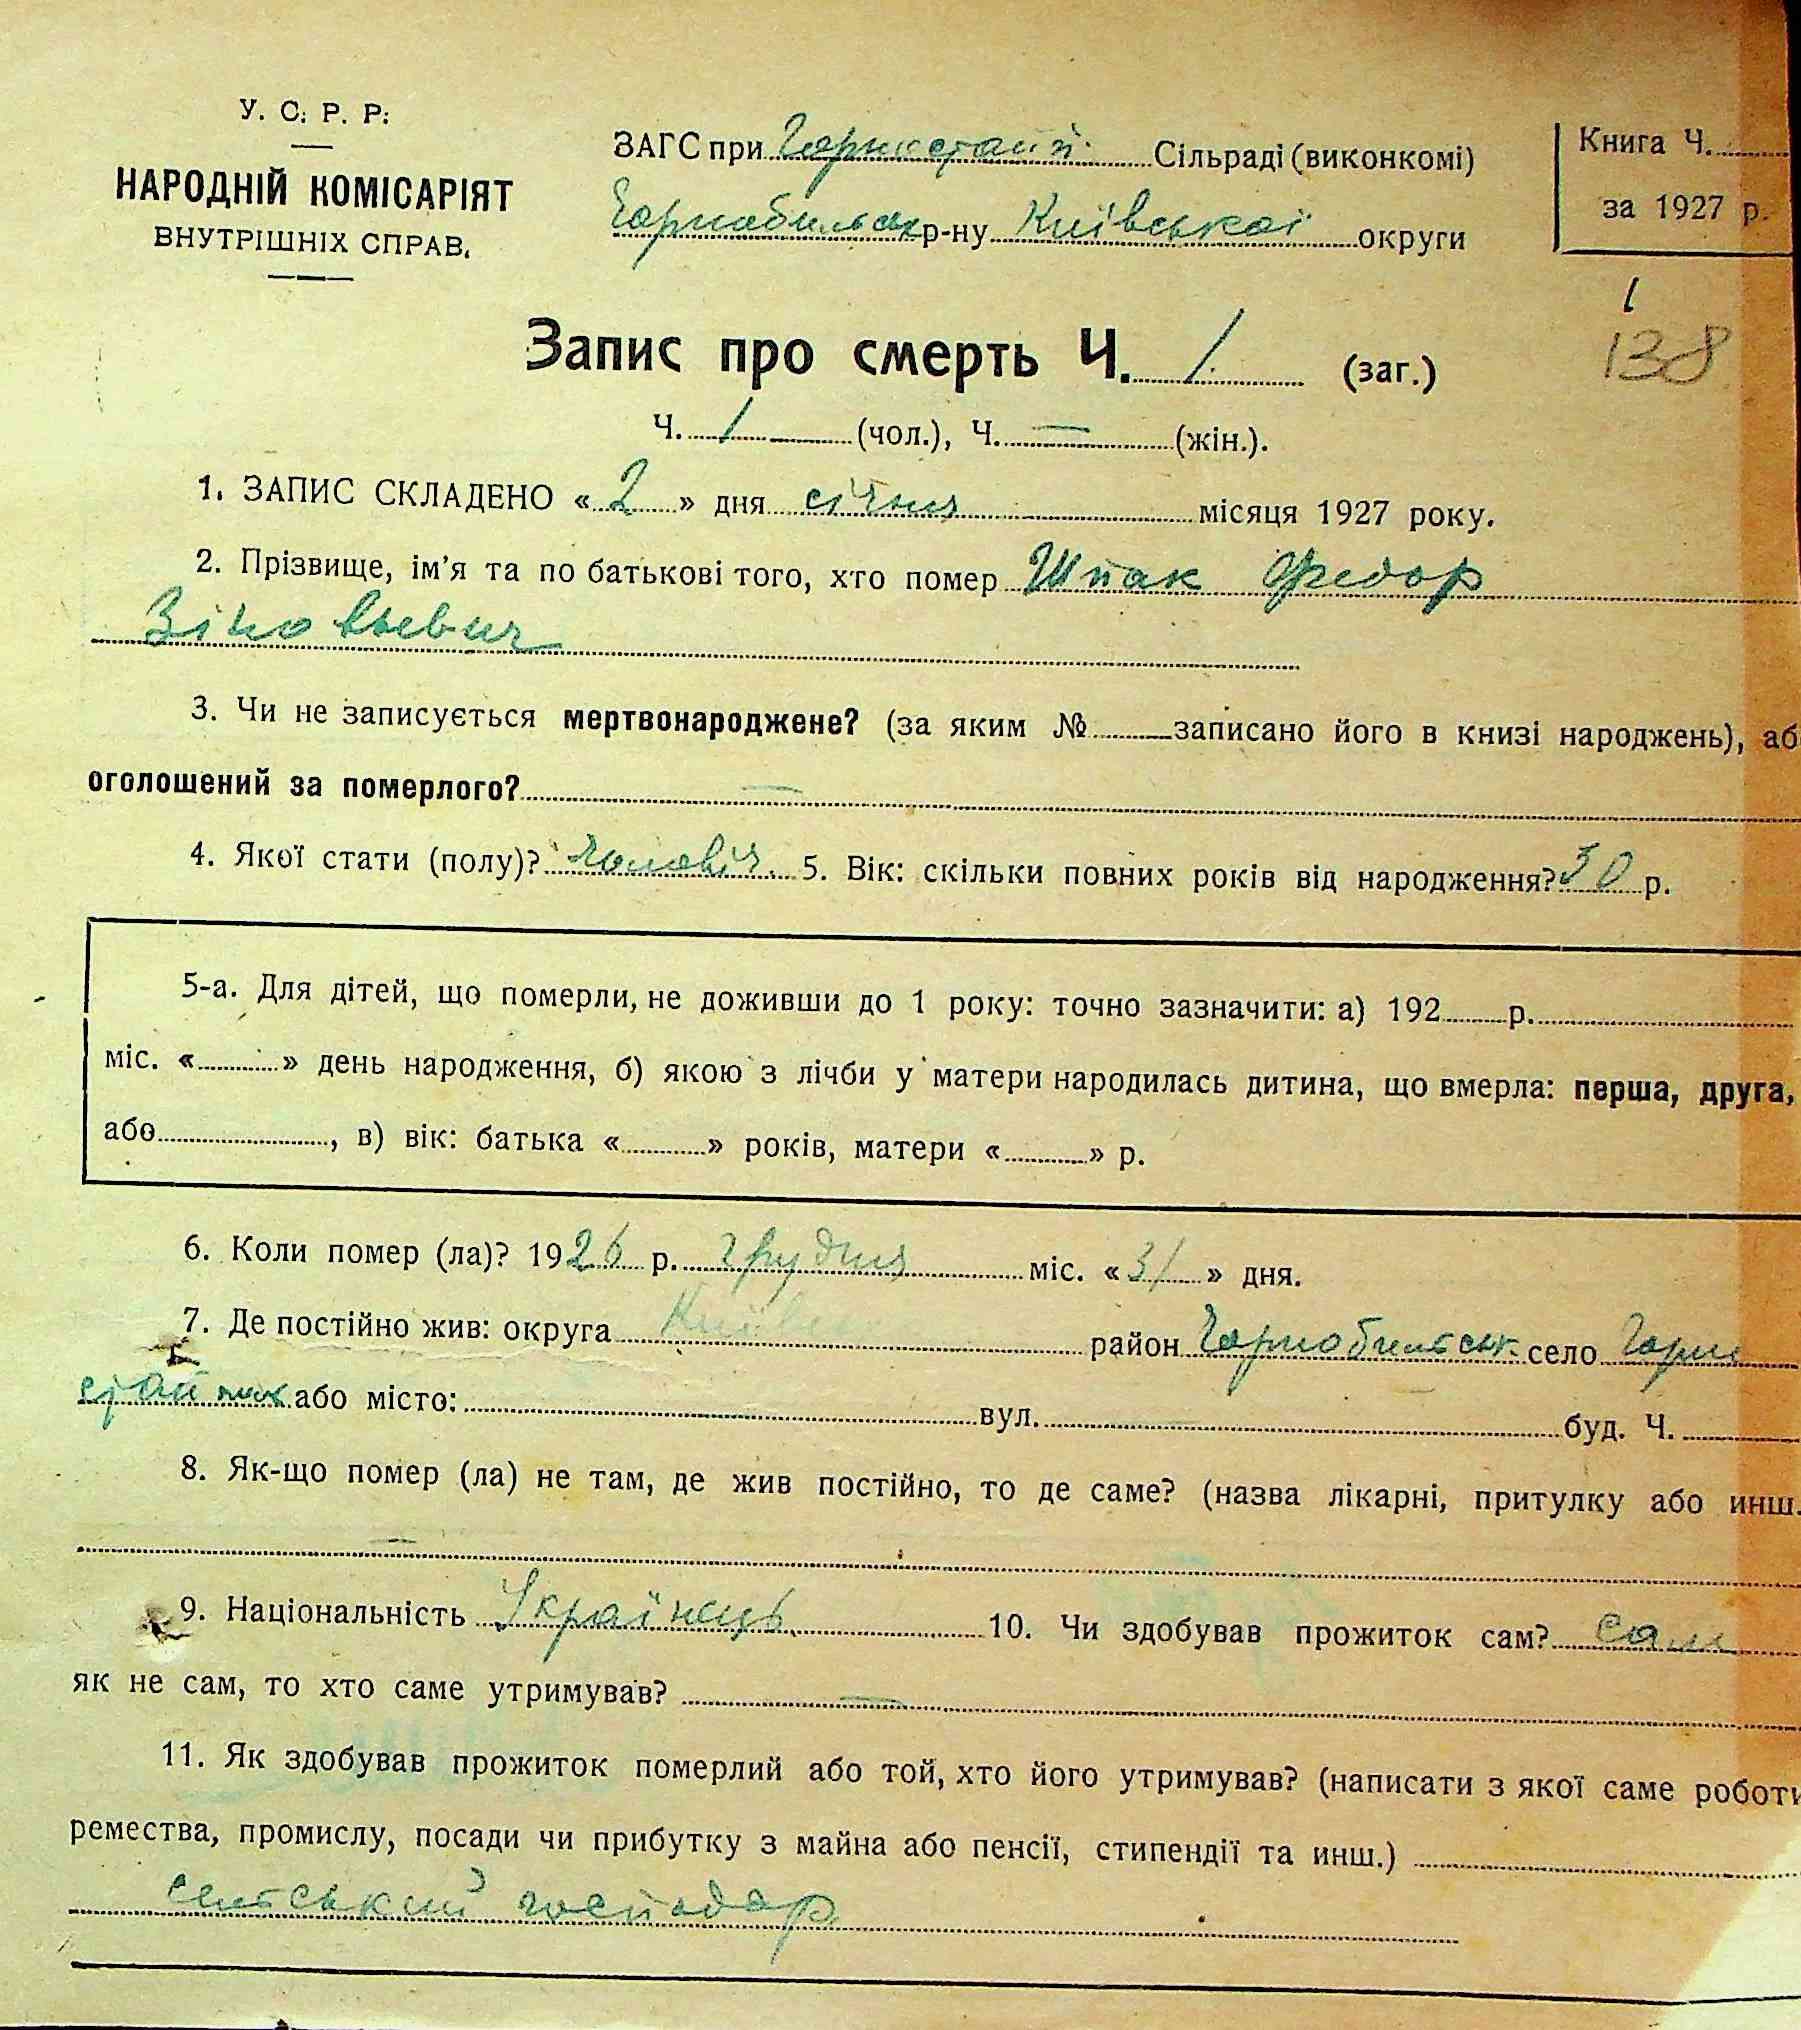 У. С. Р. Р.
НАРОДНІЙ КОМІСАРІЯТ
ВНУТРІШНІХ СПРАВ.
ЗАГС при Горностайп. Сільраді (виконкомі)
Чорнобильськ р-ну Київської округи
Книга Ч.
за 1927 р.
1
138
Запис про смерть Ч. 1 (заг.)
Ч. 1 (чол.), Ч. — (жін.).
1. ЗАПИС СКЛАДЕНО « 2 » дня січня місяця 1927 року.
2. Прізвище, ім'я та по батькові того, хто помер Шпак Федор
Зіновьевич
3. Чи не записується мертвонароджене? (за яким № записано його в книзі народжень), аб
оголошений за померлого? —
4. Якої стати (полу)? чоловіч. 5. Вік: скільки повних років від народження? 30 р.
5-а. Для дітей, що померли, не доживши до 1 року: точно зазначити: а) 192 р.
міс. « » день народження, б) якою з лічби у матери народилась дитина, що вмерла: перша, друга,
або , в) вік: батька « » років, матери « » р.
6. Коли помер (ла)? 1926 р. грудня міс. « 31 » дня.
7. Де постійно жив: округа Київськ район Чорнобильськ. село Горно
стайпіль або місто: вул. буд. Ч.
8. Як-що помер (ла) не там, де жив постійно, то де саме? (назва лікарні, притулку або инш.
—
9. Національність Українець 10. Чи здобував прожиток сам? сам
як не сам, то хто саме утримував? —
11. Як здобував прожиток померлий або той, хто його утримував? (написати з якої саме роботи
ремества, промислу, посади чи прибутку з майна або пенсії, стипендії та инш.)
сільський господар